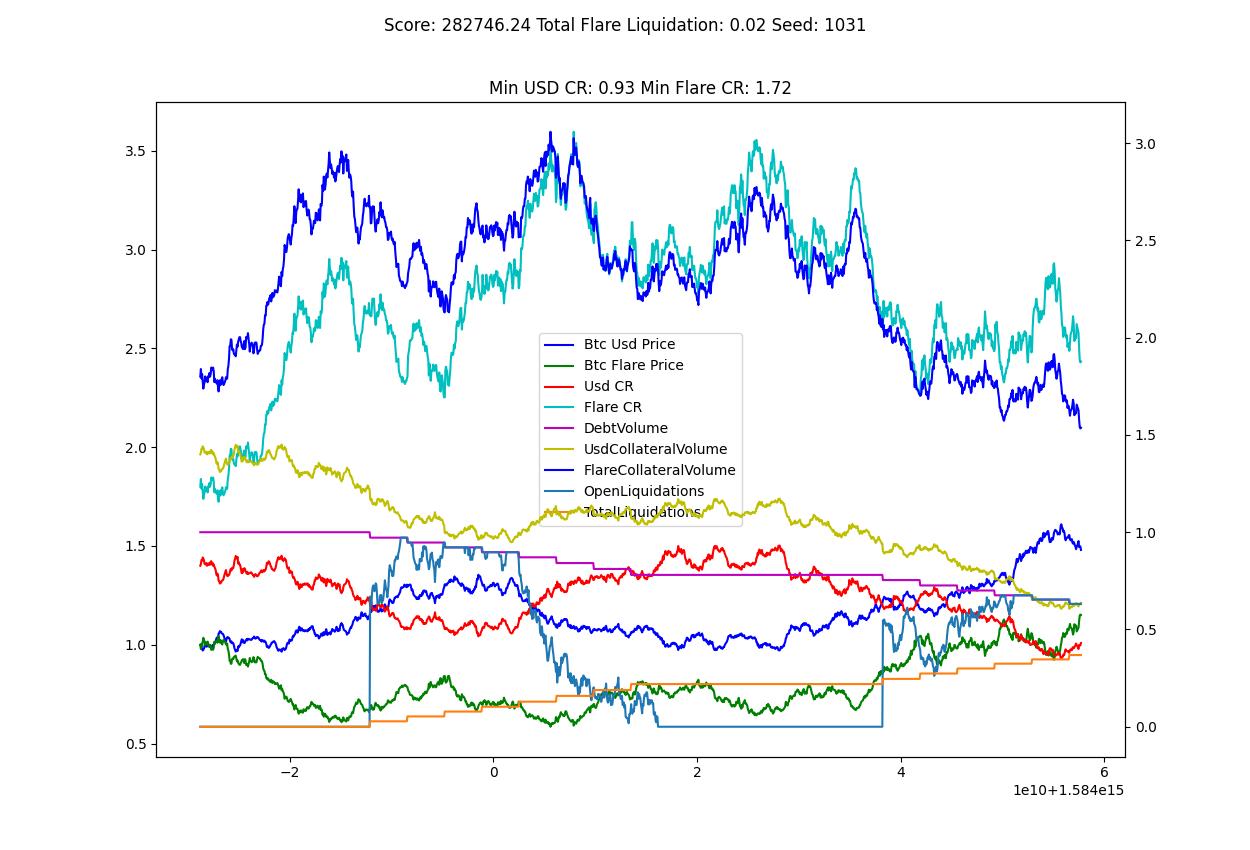 Score: 282746.24 Total Flare Liquidation: 0.02 Seed: 1031
Min USD CR: 0.93 Min Flare CR: 1.72
3.5
3.0
2.5
2.0
1.5
1.0
0.5
3.0
2.5
2.0
1.5
1.0
0.5
0.0
Btc Usd Price
Btc Flare Price
Usd CR
Flare CR
DebtVolume
UsdCollateralVolume
FlareCollateralVolume
OpenLiquidations
TotalLiquidations
−2 0 2 4 6
1e10+1.584e15